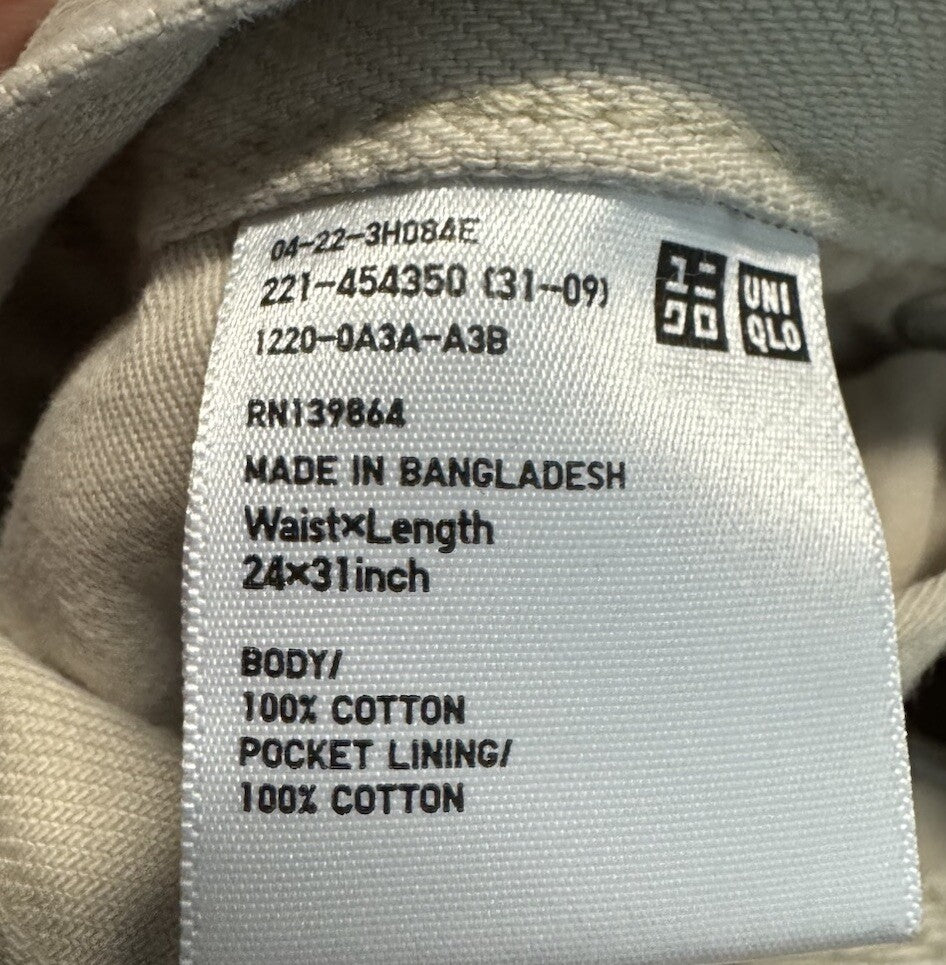 04-22-3H084E
221-454350 (31--09)
1220-0A3A-A3B
ユニ
クロ
UNI
QLO
RN139864
MADE IN BANGLADESH
Waist×Length
24×31inch
BODY/
100% COTTON
POCKET LINING/
100% COTTON